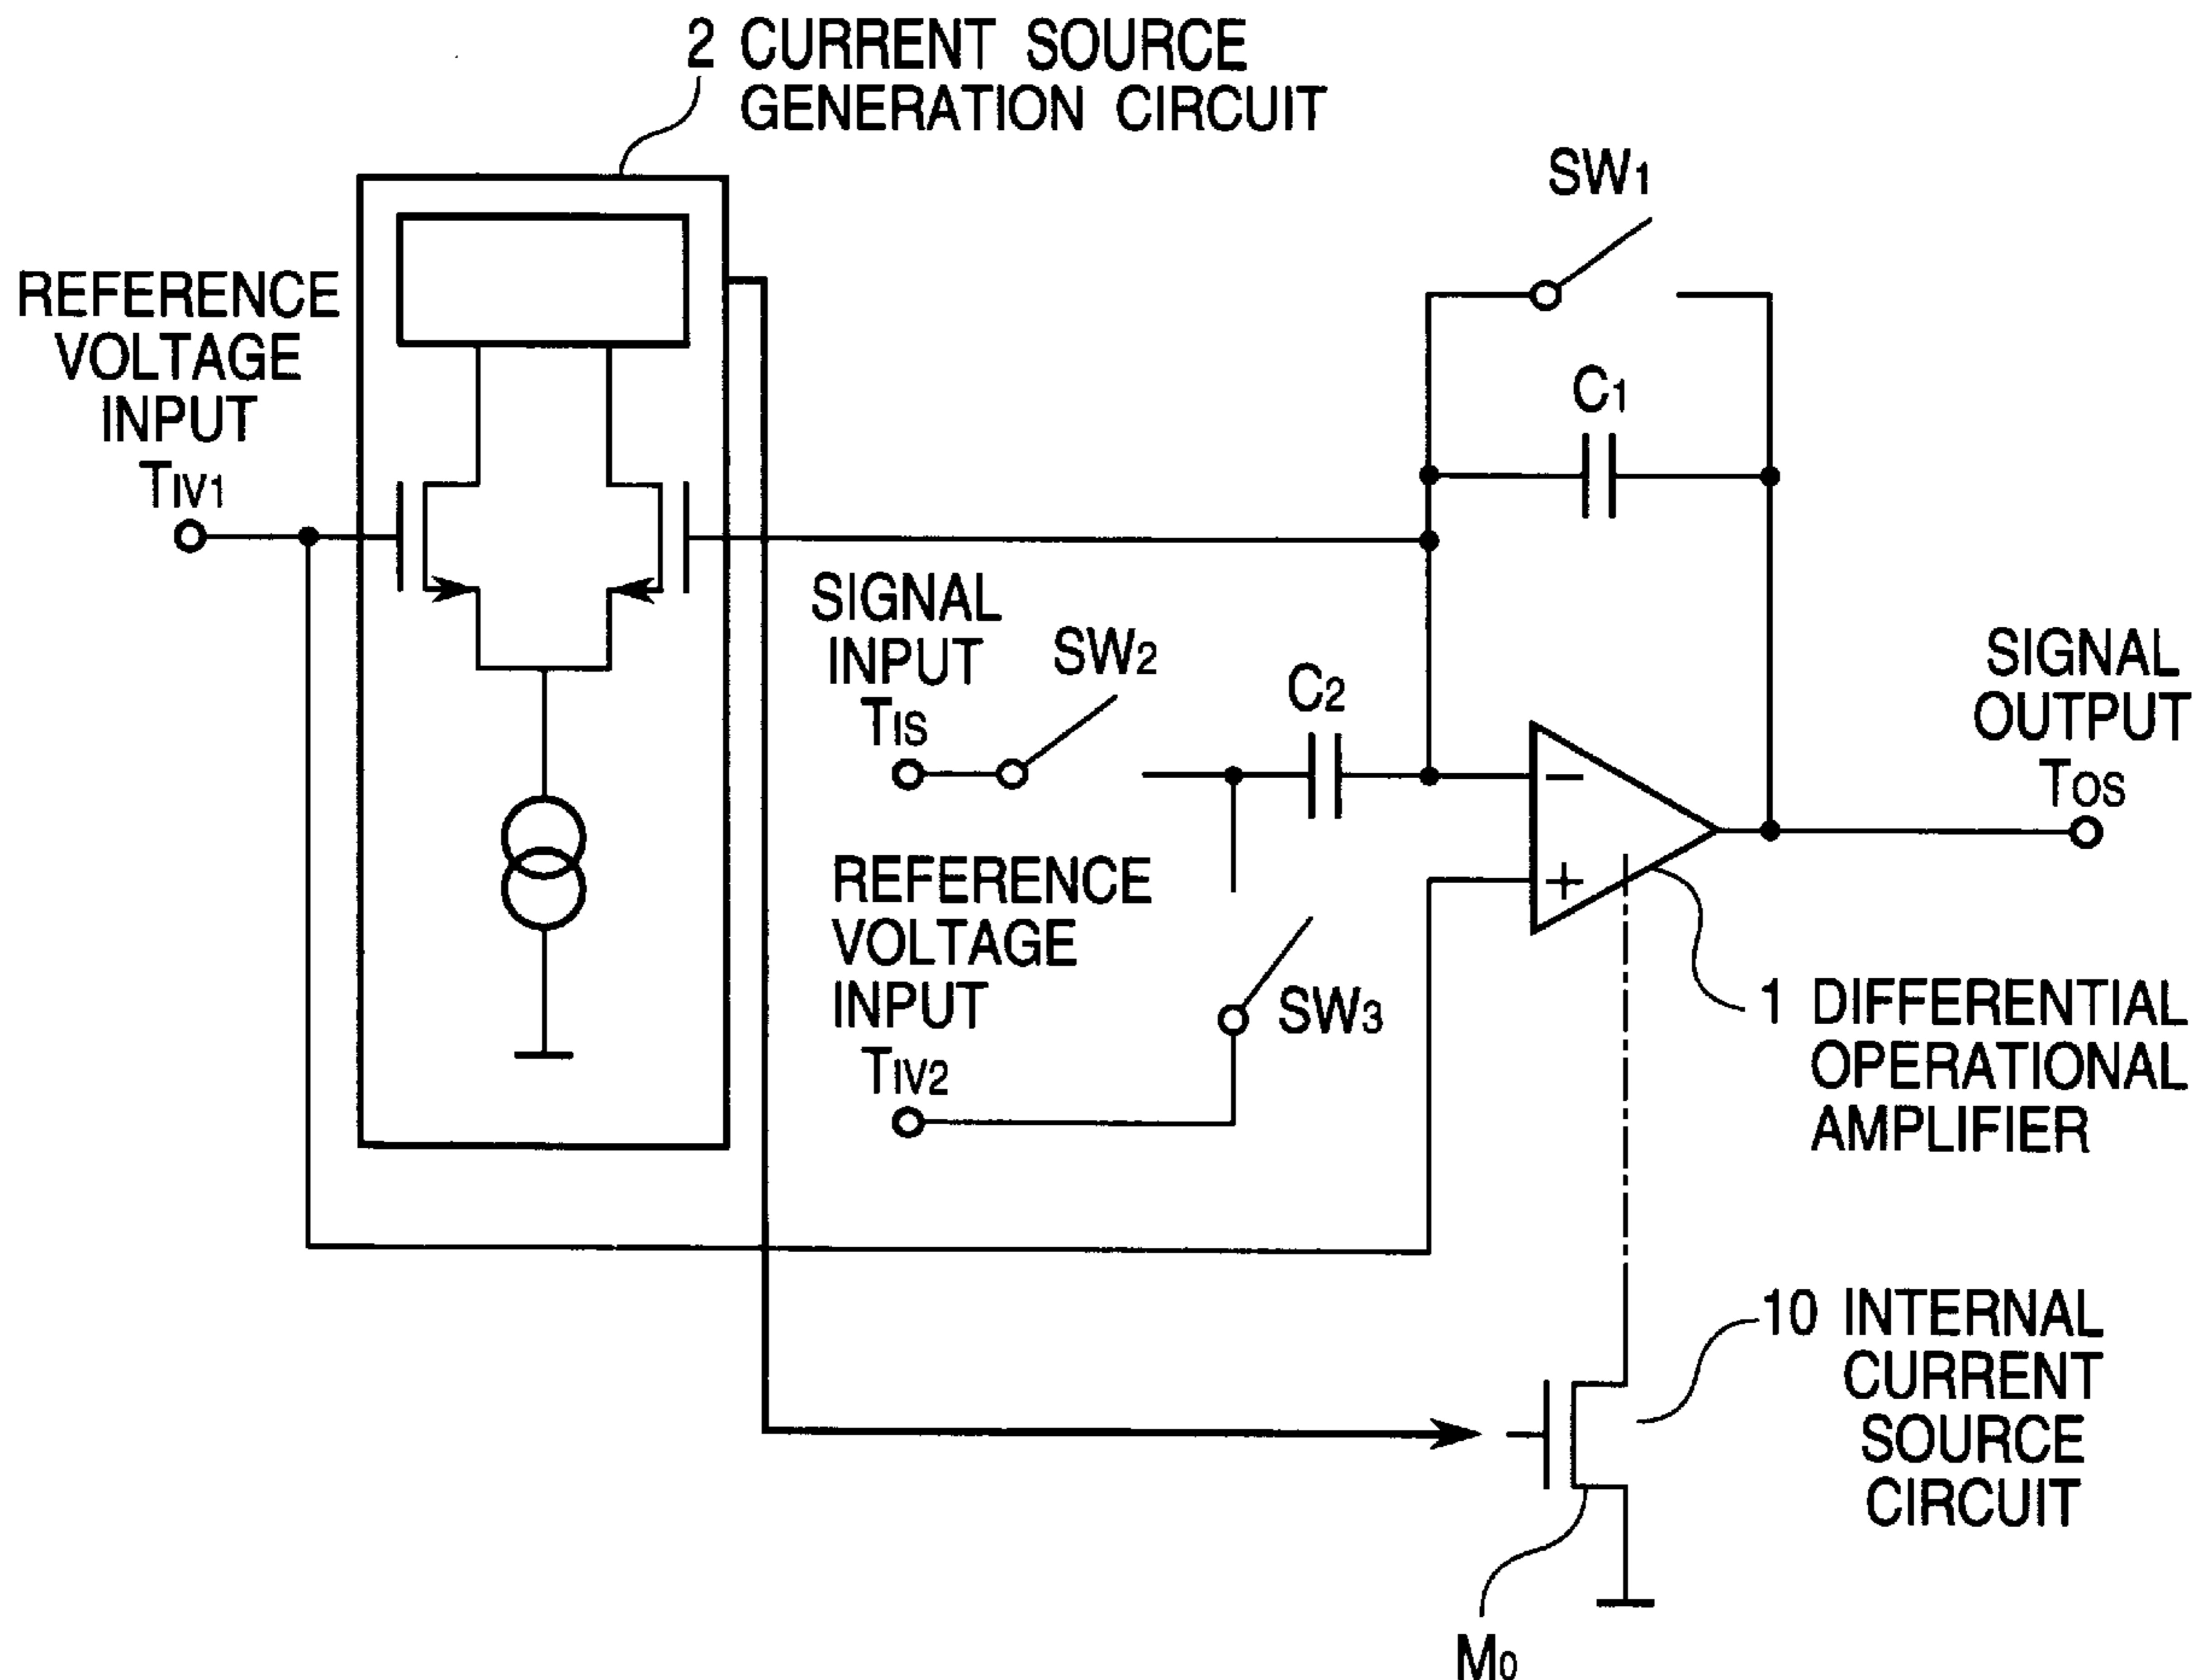 2 CURRENT SOURCE
GENERATION CIRCUIT
SW1
REFERENCE
VOLTAGE
INPUT
TIV1
C1
SIGNAL
INPUT
TIS
SW2
C2
SIGNAL
OUTPUT
TOS
−
+
REFERENCE
VOLTAGE
INPUT
TIV2
SW3
1 DIFFERENTIAL
OPERATIONAL
AMPLIFIER
10 INTERNAL
CURRENT
SOURCE
CIRCUIT
M0